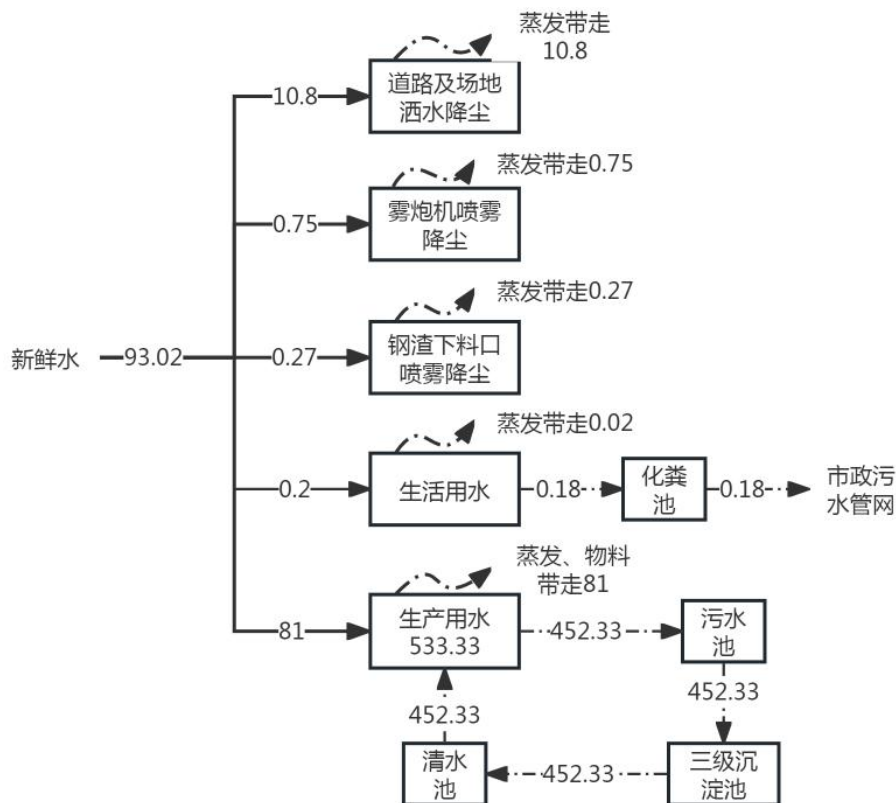 蒸发带走
10.8
10.8
道路及场地
洒水降尘
蒸发带走0.75
0.75
雾炮机喷雾
降尘
蒸发带走0.27
新鲜水
93.02
0.27
钢渣下料口
喷雾降尘
蒸发带走0.02
0.2
生活用水
0.18
化粪
池
0.18
市政污
水管网
蒸发、物料
带走81
81
生产用水
533.33
452.33
污水
池
452.33
452.33
清水
池
452.33
三级沉
淀池